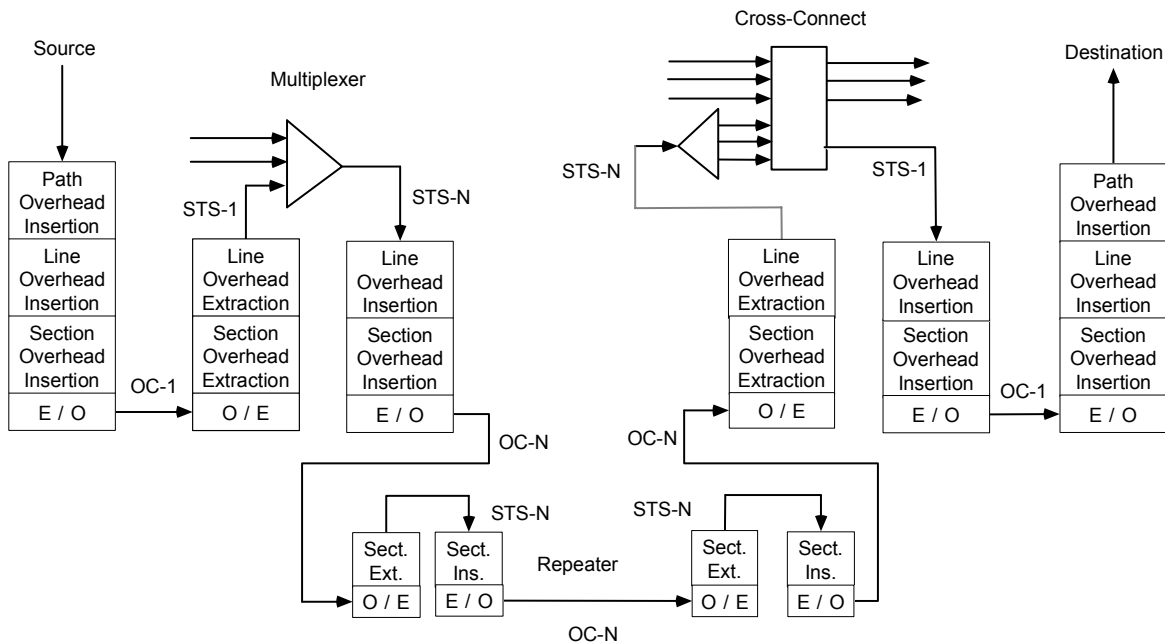 Source
Multiplexer
Cross-Connect
Destination
Path
Overhead
Insertion
Line
Overhead
Insertion
Section
Overhead
Insertion
E / O
OC-1
STS-1
Line
Overhead
Extraction
Section
Overhead
Extraction
O / E
STS-N
Line
Overhead
Insertion
Section
Overhead
Insertion
E / O
OC-N
Sect.
Ext.
O / E
STS-N
Sect.
Ins.
E / O
Repeater
OC-N
STS-N
Sect.
Ext.
O / E
Sect.
Ins.
E / O
OC-N
STS-N
Line
Overhead
Extraction
Section
Overhead
Extraction
O / E
STS-1
Line
Overhead
Insertion
Section
Overhead
Insertion
E / O
OC-1
Path
Overhead
Insertion
Line
Overhead
Insertion
Section
Overhead
Insertion
E / O